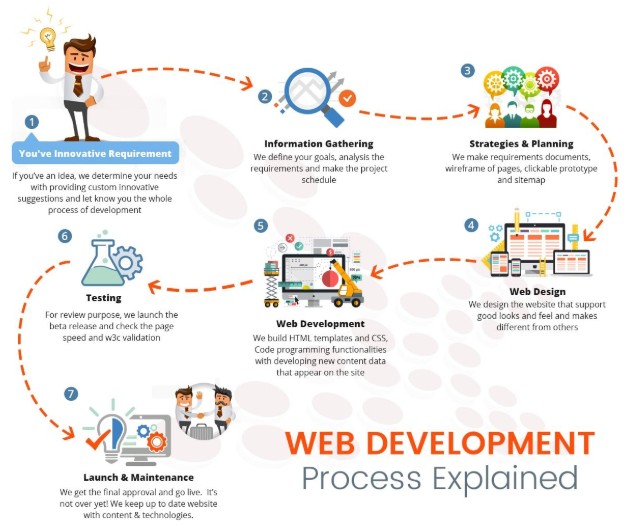 1
You've Innovative Requirement
If you've an idea, we determine your needs
with providing custom innovative
suggestions and let know you the whole
process of development
2
Information Gathering
We define your goals, analysis the
requirements and make the project
schedule
3
Strategies & Planning
We make requirements documents,
wireframe of pages, clickable prototype
and sitemap
4
Web Design
We design the website that support
good looks and feel and makes
different from others
5
Web Development
We build HTML templates and CSS,
Code programming functionalities
with developing new content data
that appear on the site
6
Testing
For review purpose, we launch the
beta release and check the page
speed and w3c validation
7
Launch & Maintenance
We get the final approval and go live. It's
not over yet! We keep up to date website
with content & technologies.
WEB DEVELOPMENT
Process Explained